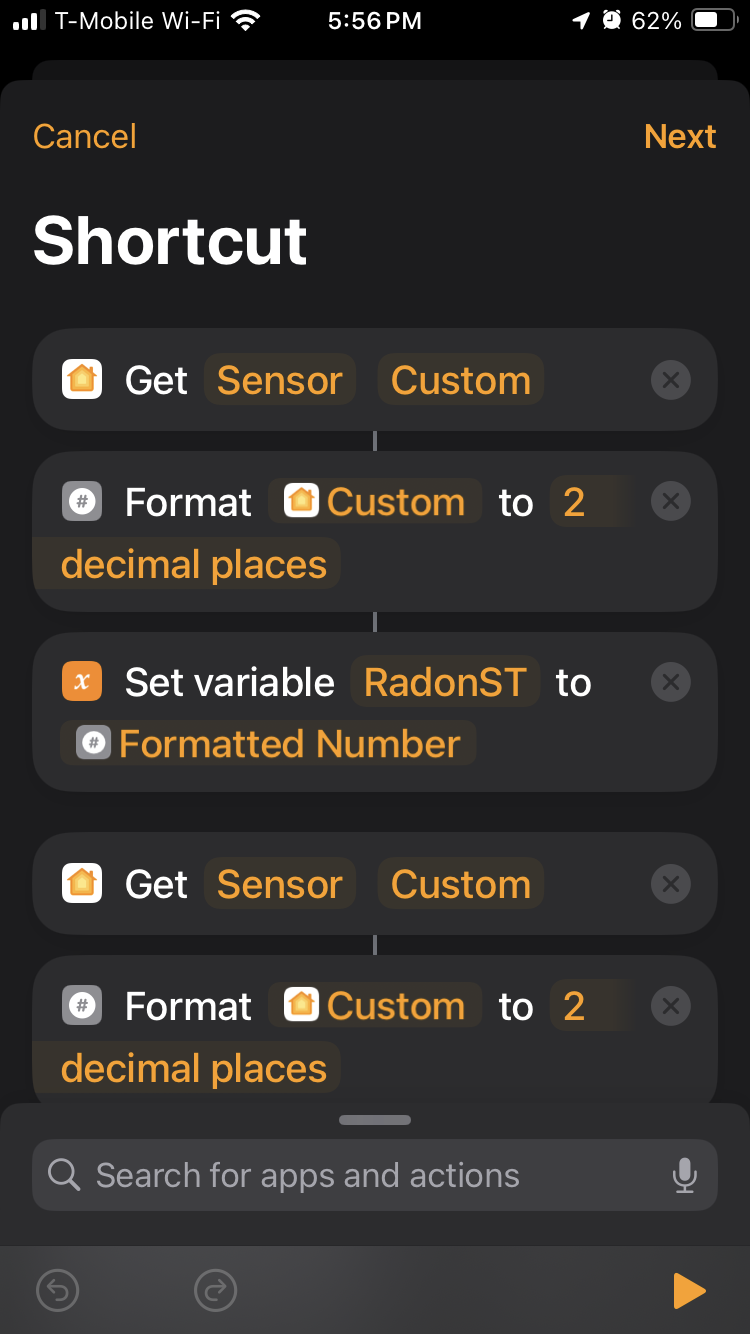 T-Mobile Wi-Fi 5:56 PM 62%
Cancel Next
Shortcut
Get Sensor Custom
# Format Custom to 2
decimal places
x Set variable RadonST to
# Formatted Number
Get Sensor Custom
# Format Custom to 2
decimal places
Search for apps and actions